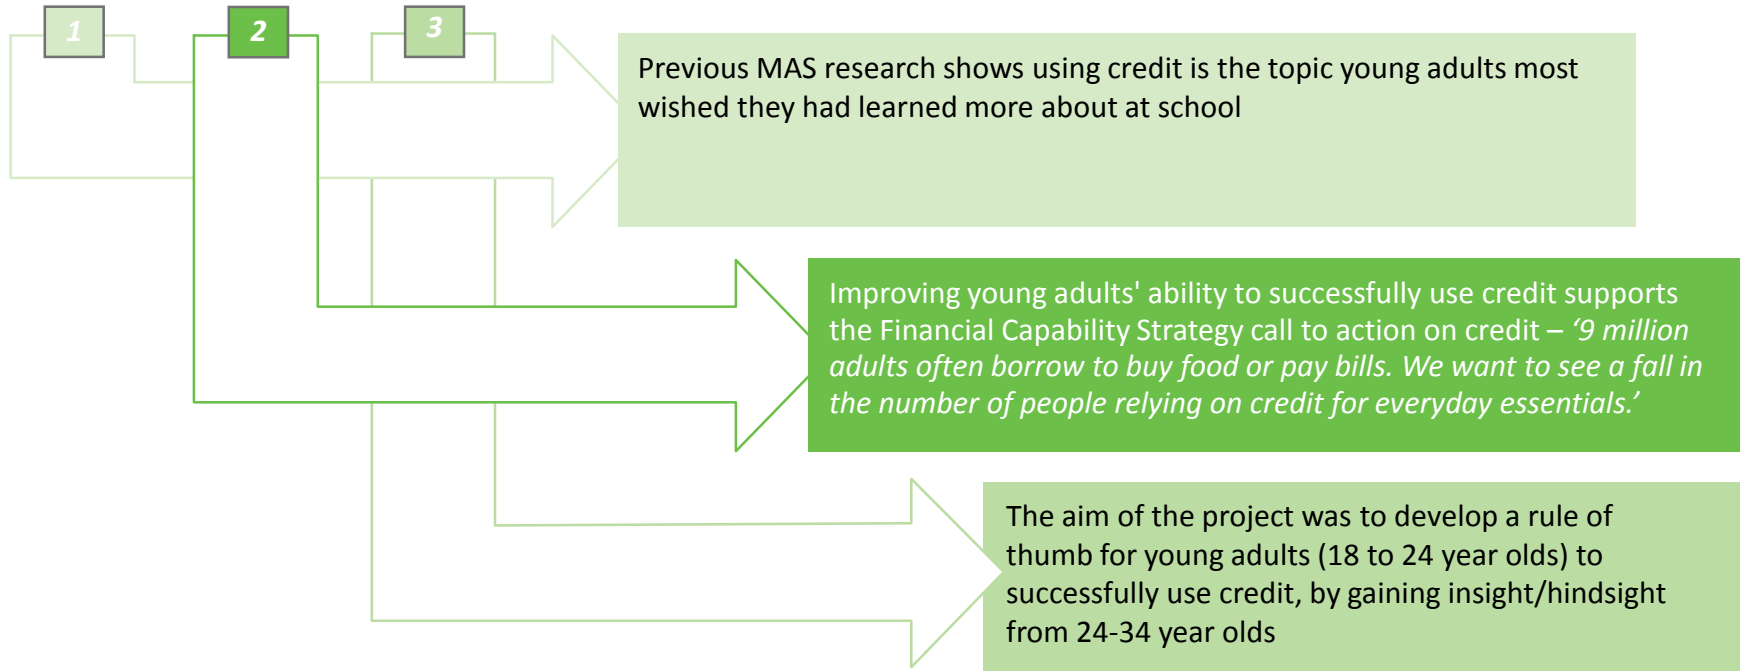 1
2
3
Previous MAS research shows using credit is the topic young adults most
wished they had learned more about at school
Improving young adults' ability to successfully use credit supports
the Financial Capability Strategy call to action on credit – ‘9 million
adults often borrow to buy food or pay bills. We want to see a fall in
the number of people relying on credit for everyday essentials.’
The aim of the project was to develop a rule of
thumb for young adults (18 to 24 year olds) to
successfully use credit, by gaining insight/hindsight
from 24-34 year olds